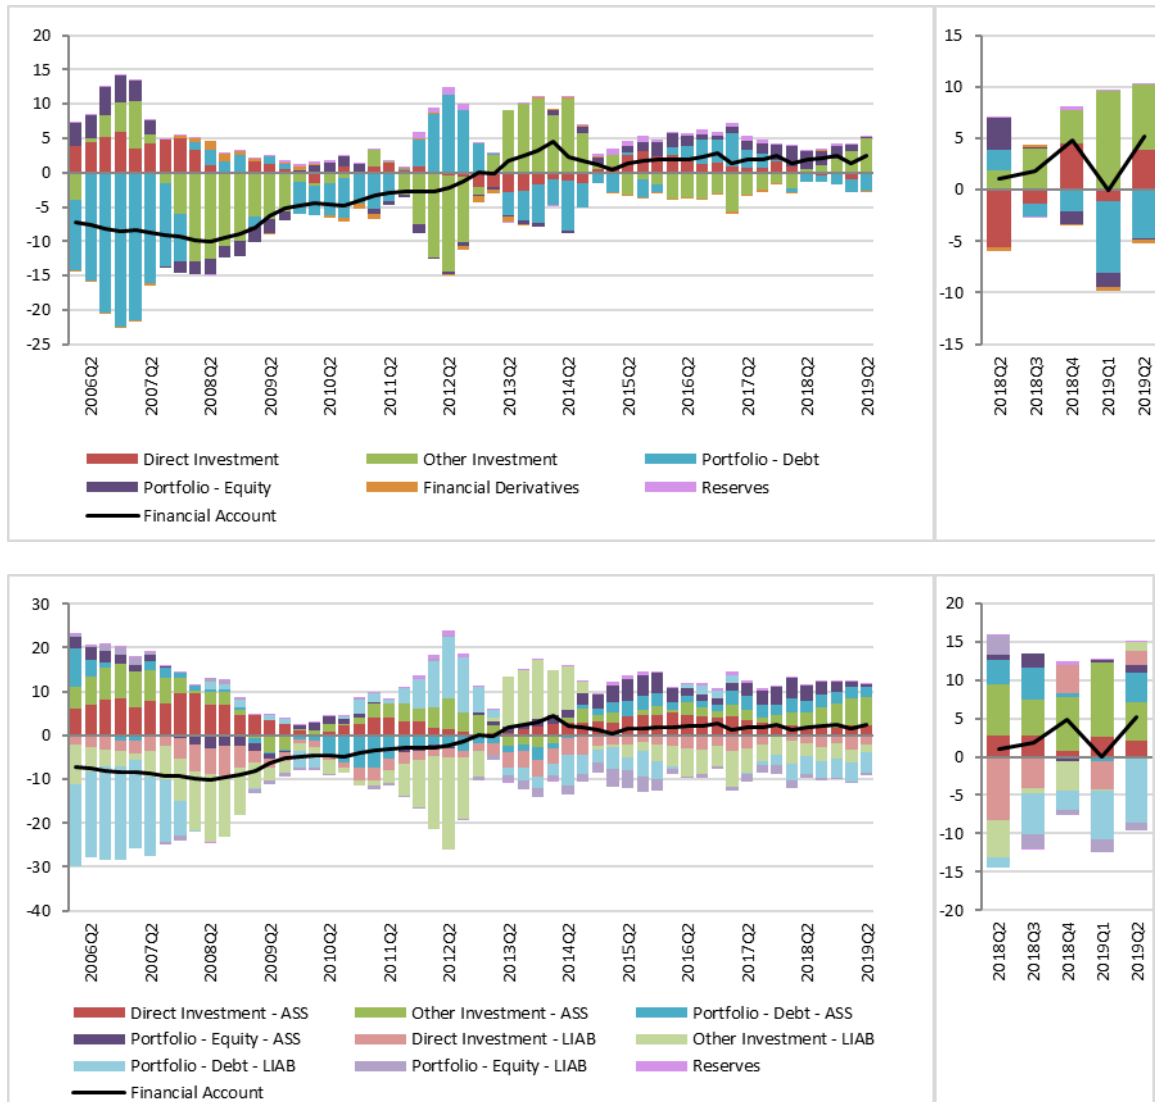 20
15
10
5
0
-5
-10
-15
-20
-25
2006Q2
2007Q2
2008Q2
2009Q2
2010Q2
2011Q2
2012Q2
2013Q2
2014Q2
2015Q2
2016Q2
2017Q2
2018Q2
2019Q2
Direct Investment
Other Investment
Portfolio - Debt
Portfolio - Equity
Financial Derivatives
Reserves
Financial Account
15
10
5
0
-5
-10
-15
2018Q2
2018Q3
2018Q4
2019Q1
2019Q2
30
20
10
0
-10
-20
-30
-40
2006Q2
2007Q2
2008Q2
2009Q2
2010Q2
2011Q2
2012Q2
2013Q2
2014Q2
2015Q2
2016Q2
2017Q2
2018Q2
2019Q2
Direct Investment - ASS
Other Investment - ASS
Portfolio - Debt - ASS
Portfolio - Equity - ASS
Direct Investment - LIAB
Other Investment - LIAB
Portfolio - Debt - LIAB
Portfolio - Equity - LIAB
Reserves
Financial Account
20
15
10
5
0
-5
-10
-15
-20
2018Q2
2018Q3
2018Q4
2019Q1
2019Q2